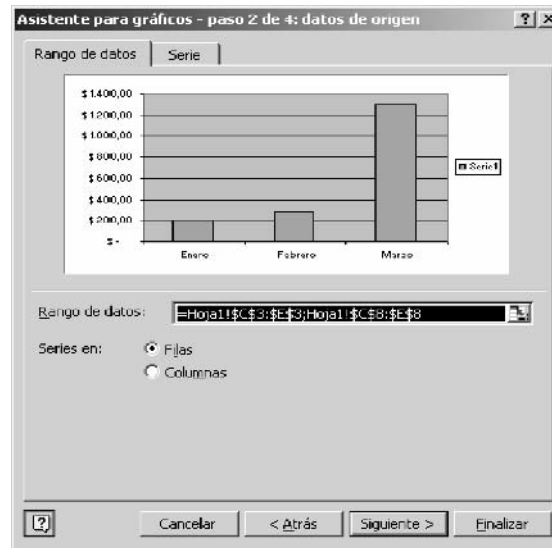 Asistente para gráficos - paso 2 de 4: datos de origen
Rango de datos
Serie
$ 1.400,00
$ 1.200,00
$ 1.000,00
$ 800,00
$ 600,00
$ 400,00
$ 200,00
$ -
Enero
Febrero
Marzo
Serie1
Rango de datos:
=Hoja1!$C$3:$E$3;Hoja1!$C$8:$E$8
Series en:
Filas
Columnas
Cancelar
< Atrás
Siguiente >
Finalizar